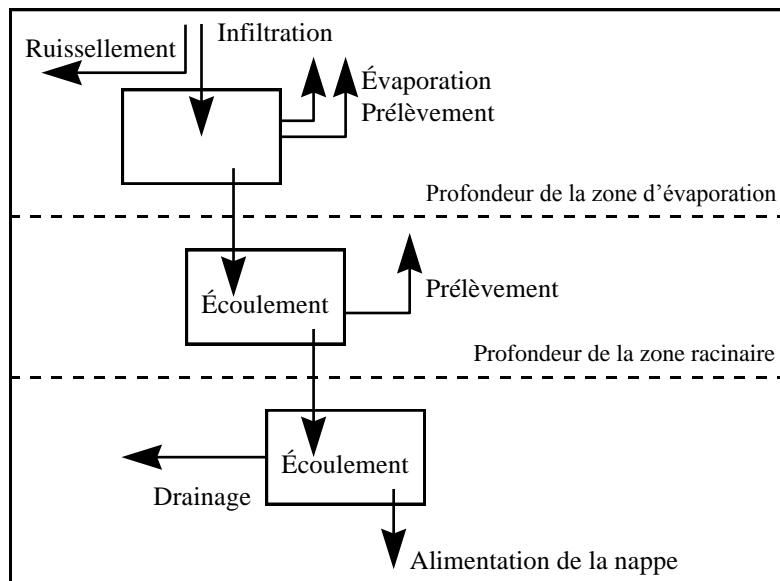 Infiltration
Ruissellement
Évaporation
Prélèvement
Profondeur de la zone d’évaporation
Écoulement
Prélèvement
Profondeur de la zone racinaire
Écoulement
Drainage
Alimentation de la nappe